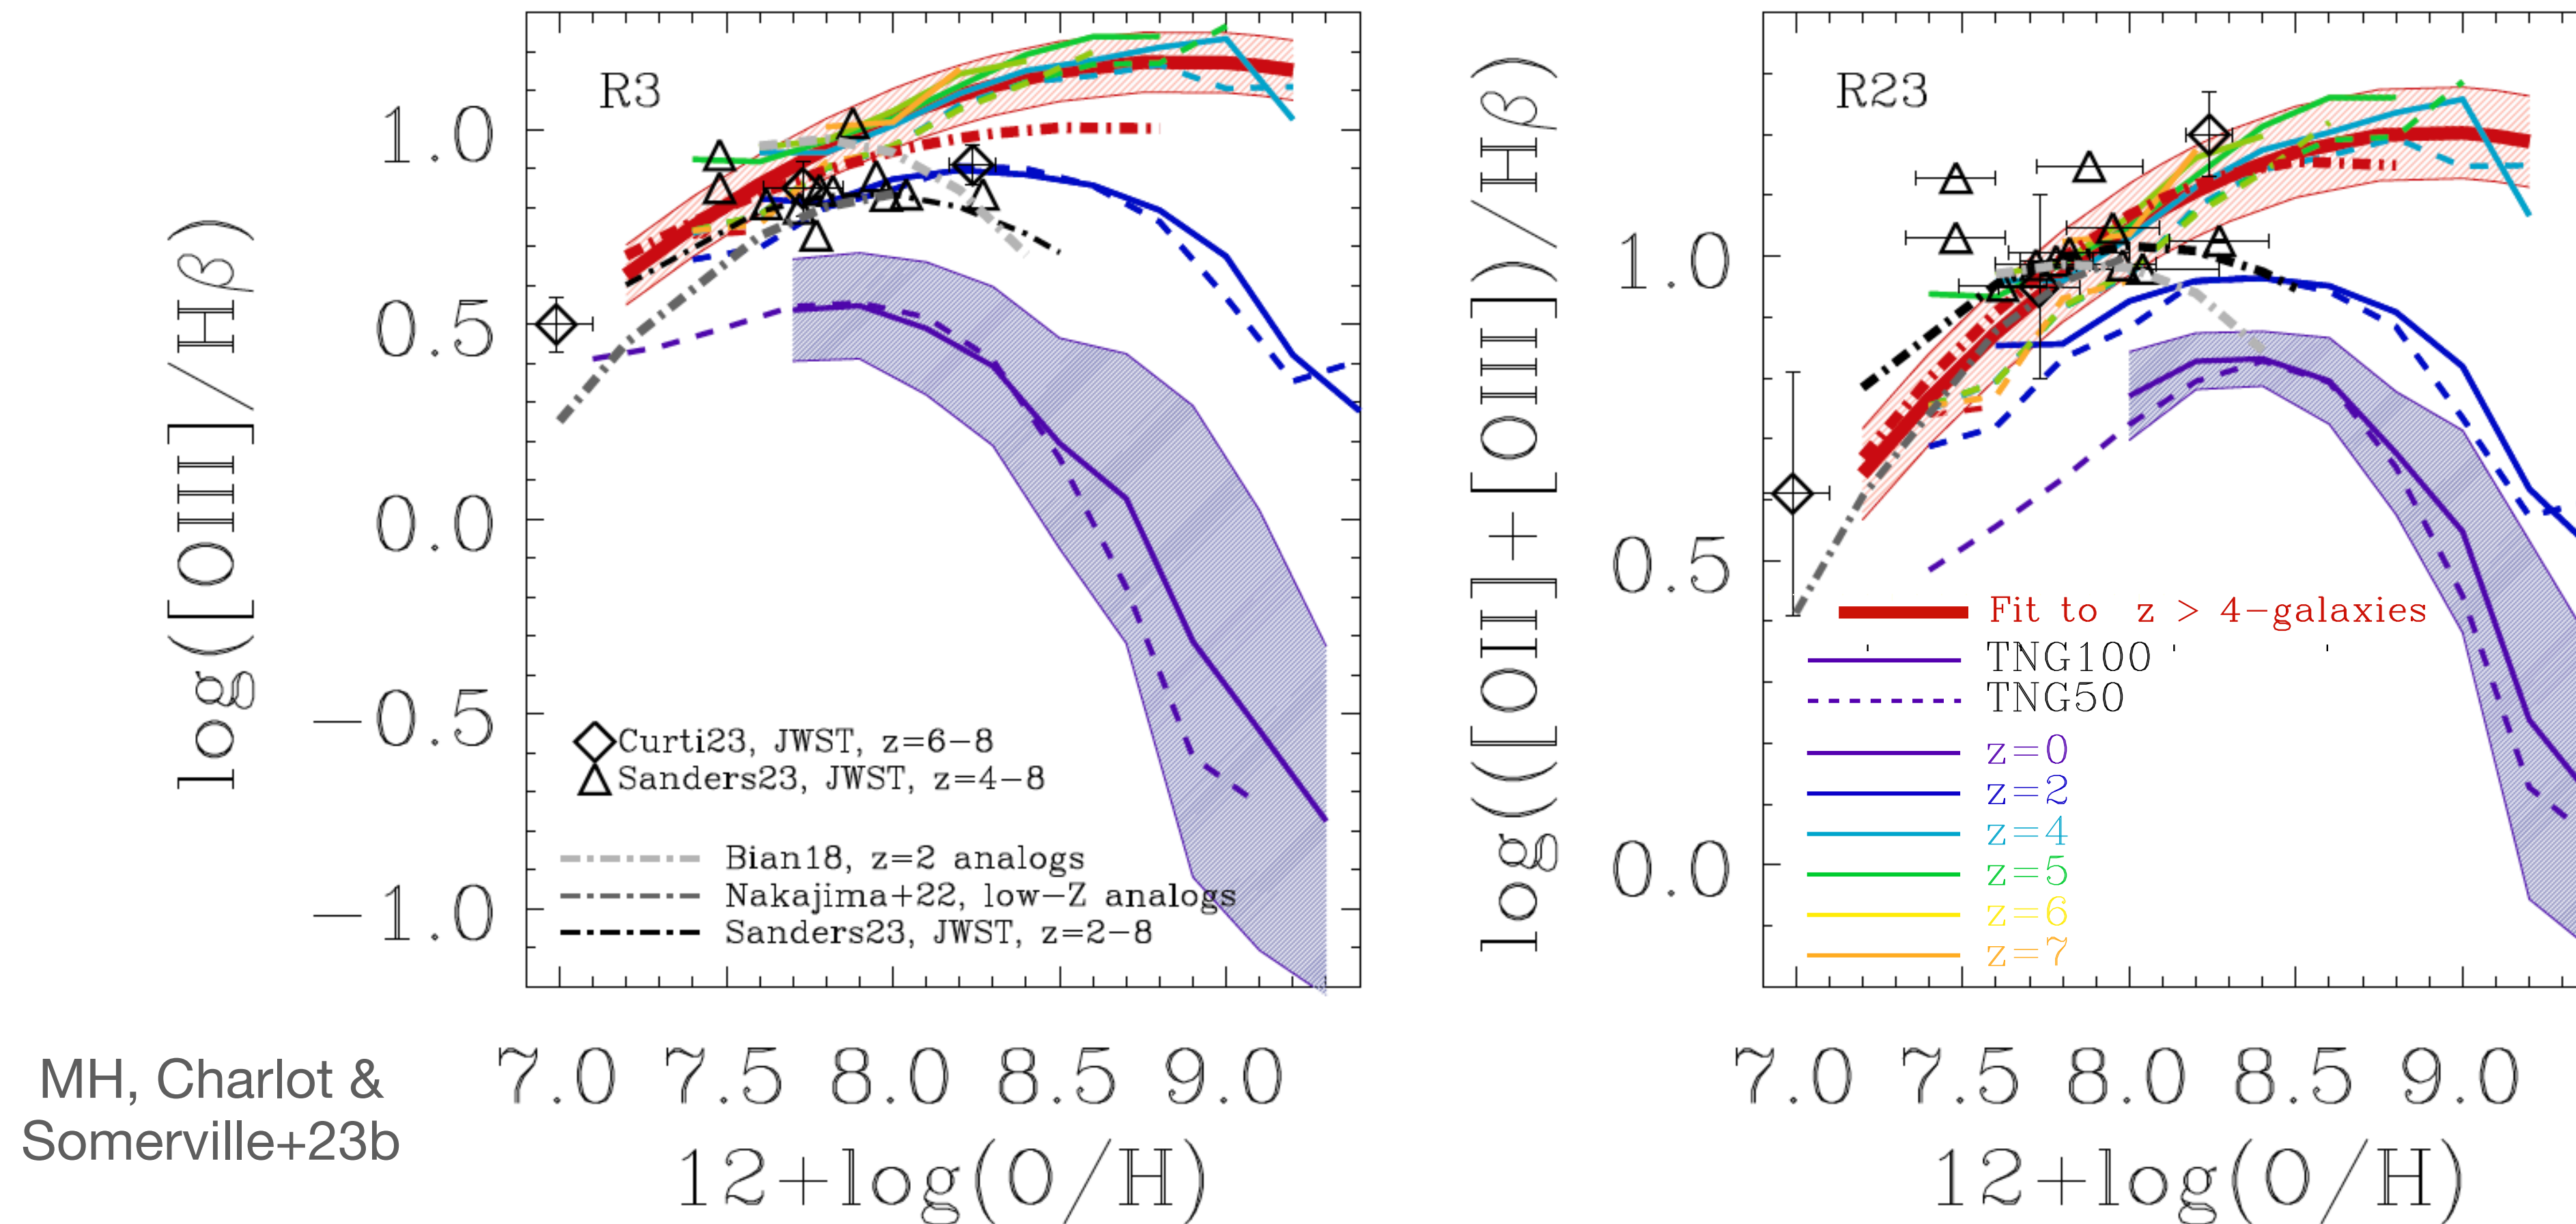 R3
1.0
0.5
0.0
−0.5
−1.0
log([OIII]/Hβ)
Curti23, JWST, z=6−8
Sanders23, JWST, z=4−8
Bian18, z=2 analogs
Nakajima+22, low−Z analogs
Sanders23, JWST, z=2−8
7.0 7.5 8.0 8.5 9.0
12+log(O/H)
R23
1.0
0.5
0.0
log(([OII]+[OIII])/Hβ)
Fit to z > 4−galaxies
TNG100
TNG50
z=0
z=2
z=4
z=5
z=6
z=7
7.0 7.5 8.0 8.5 9.0
12+log(O/H)
MH, Charlot &
Somerville+23b